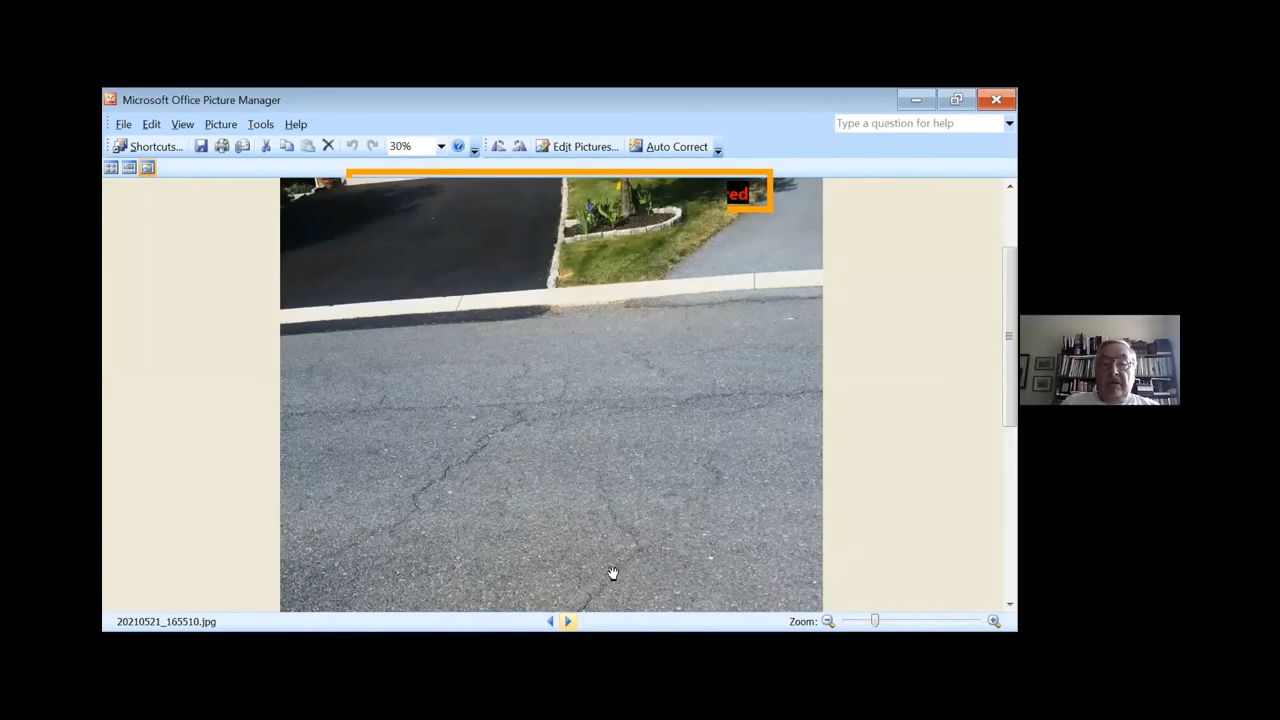 Microsoft Office Picture Manager
File Edit View Picture Tools Help
Type a question for help
Shortcuts... 30% Edit Pictures... Auto Correct
red
20210521_165510.jpg
Zoom: